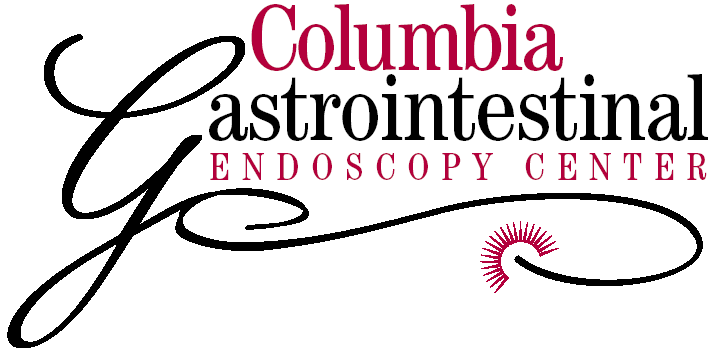 Columbia
Gastrointestinal
ENDOSCOPY CENTER